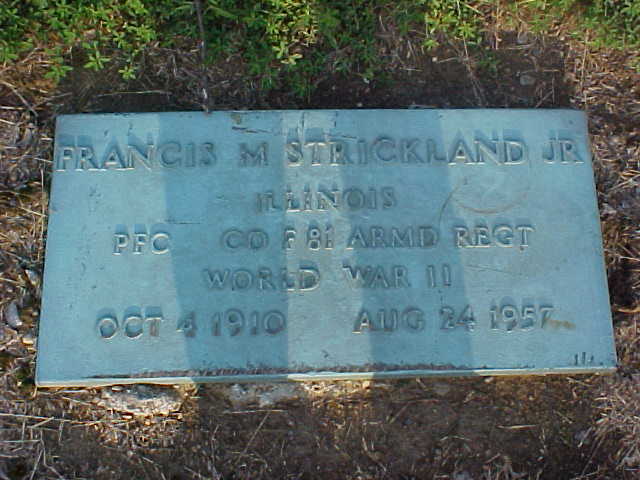 FRANCIS M STRICKLAND JR
ILLINOIS
PFC CO F 81 ARMD REGT
WORLD WAR II
OCT 4 1910 AUG 24 1957